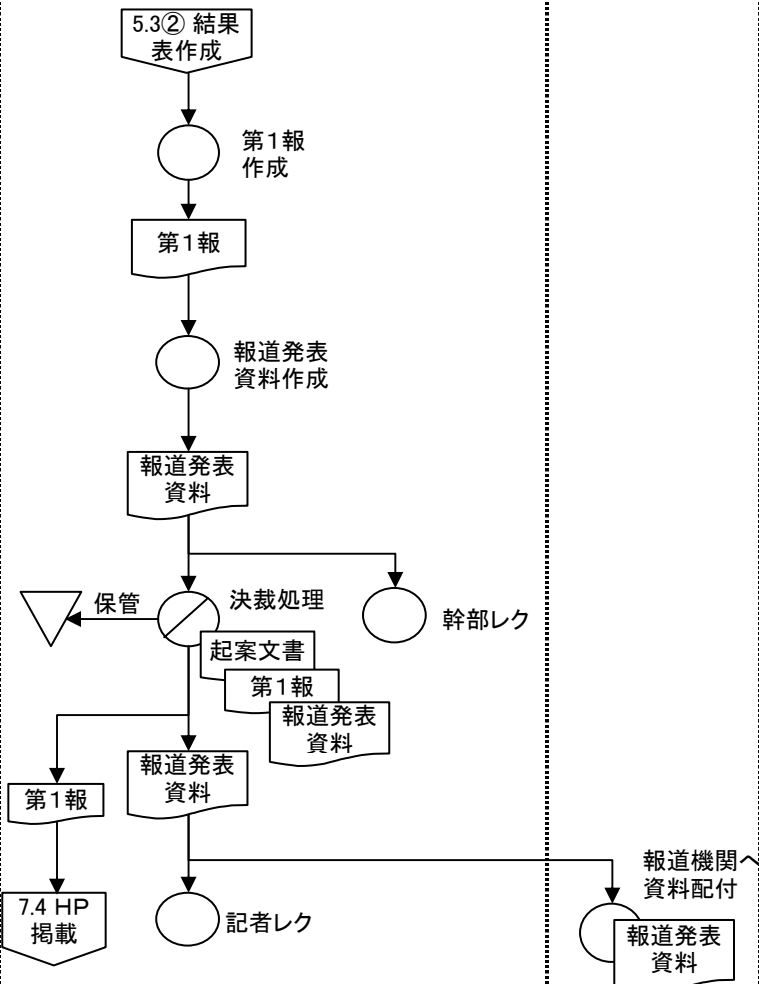 5.3② 結果
表作成
第1報
作成
第1報
報道発表
資料作成
報道発表
資料
保管
決裁処理
幹部レク
起案文書
第1報
報道発表
資料
報道発表
資料
第1報
報道機関へ
資料配付
7.4 HP
掲載
記者レク
報道発表
資料